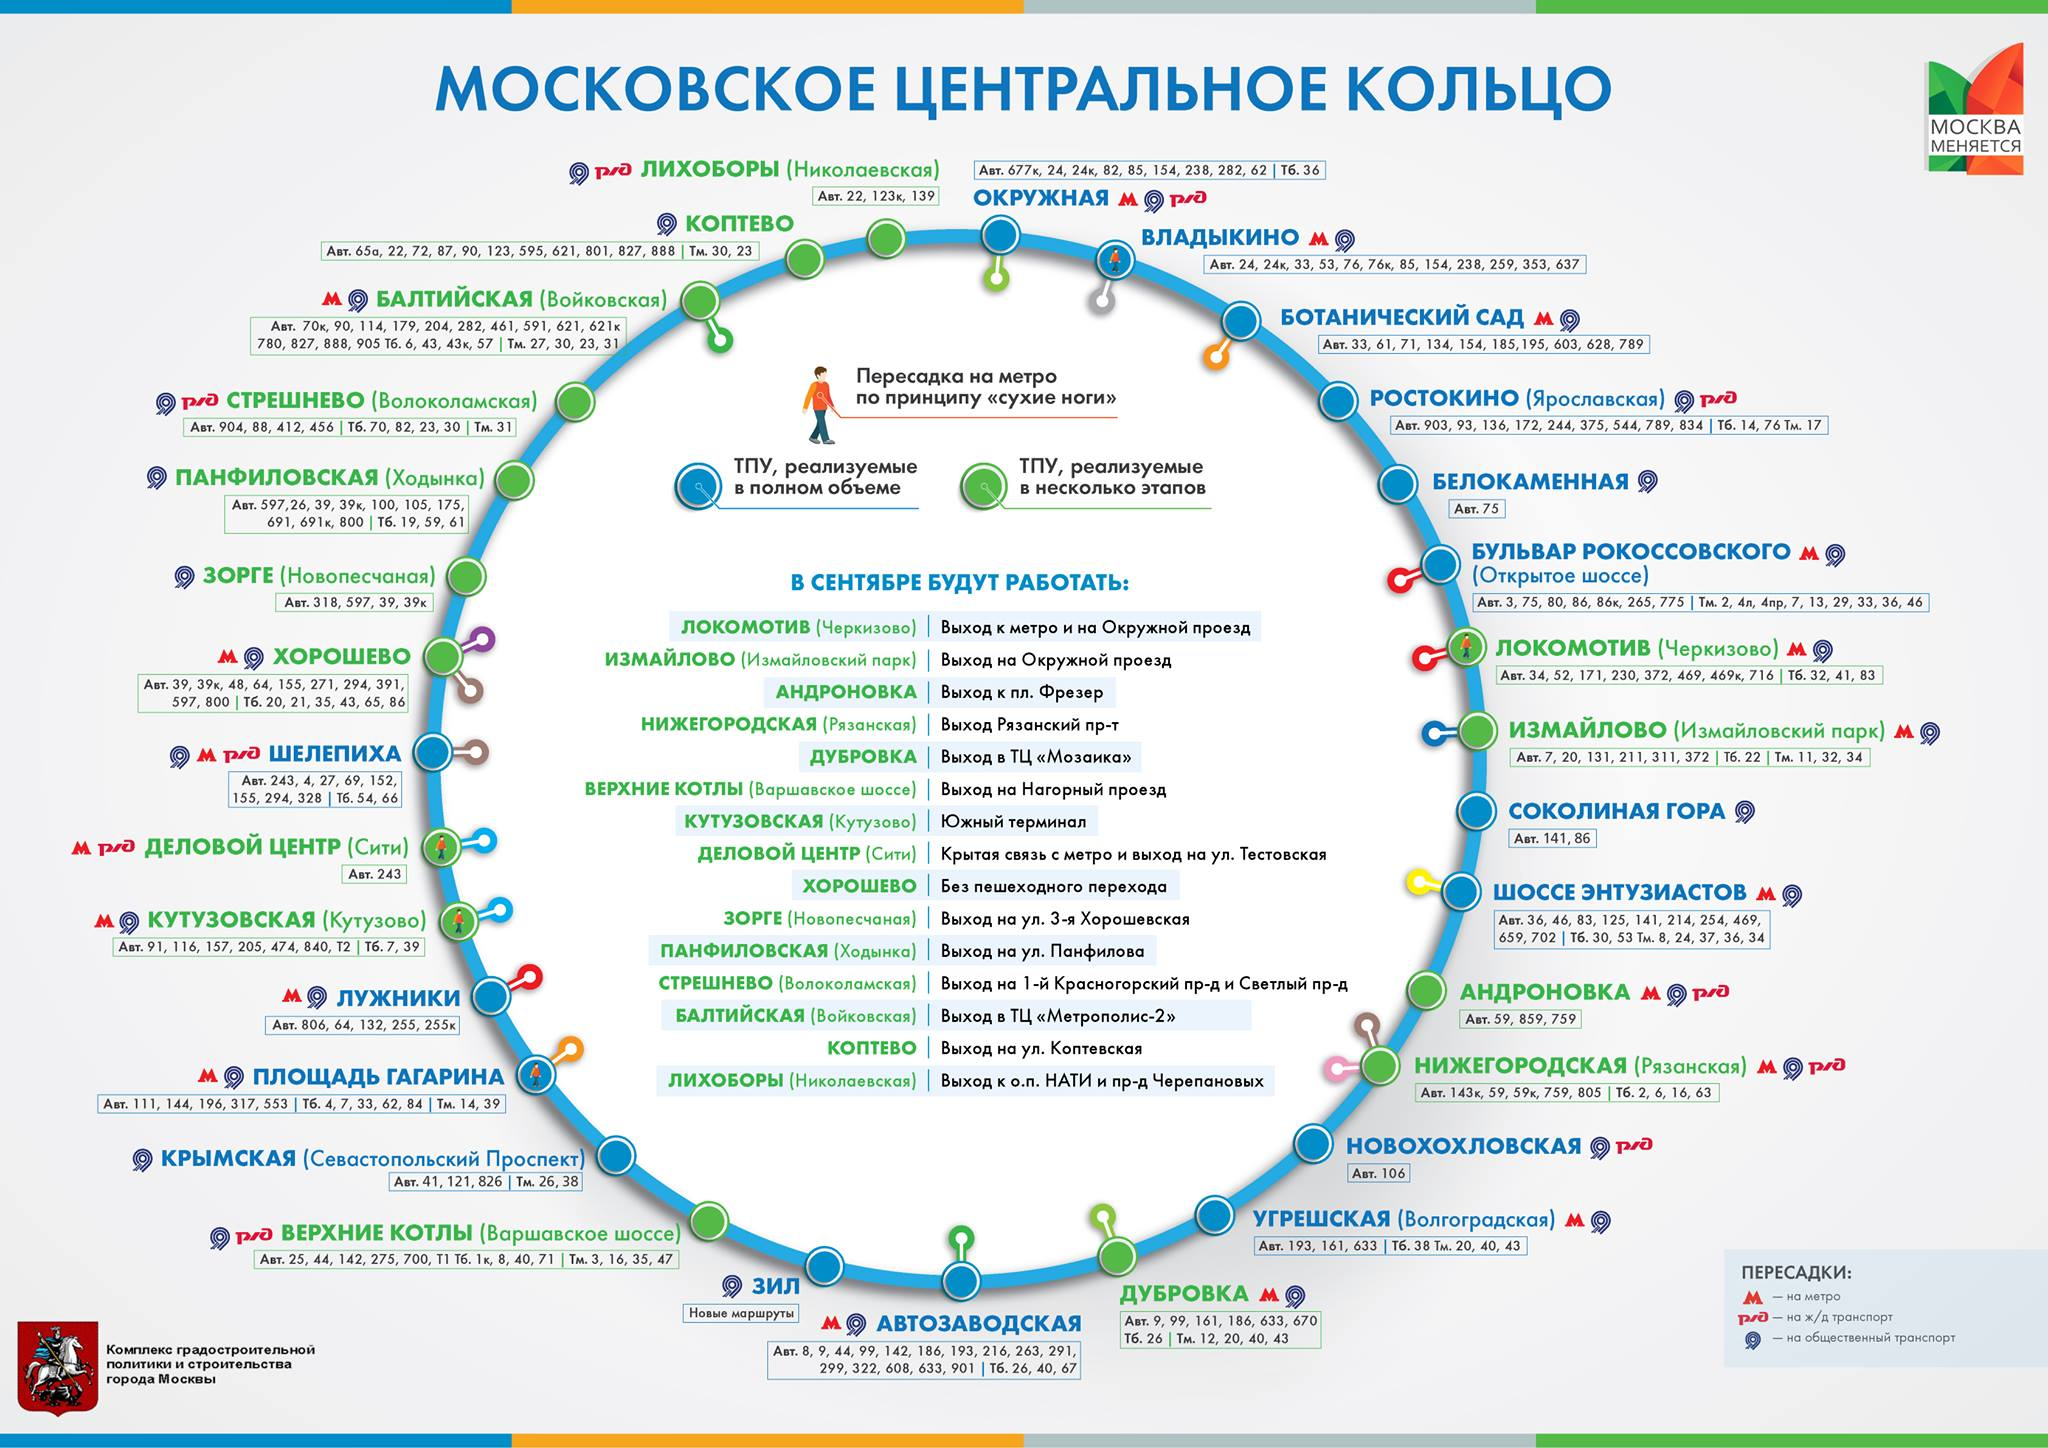 МОСКОВСКОЕ ЦЕНТРАЛЬНОЕ КОЛЬЦО
МОСКВА
МЕНЯЕТСЯ
ЛИХОБОРЫ (Николаевская)
Авт. 22, 123к, 139
Авт. 677к, 24, 24к, 82, 85, 154, 238, 282, 62 | Тб. 36
ОКРУЖНАЯ
КОПТЕВО
Авт. 65а, 22, 72, 87, 90, 123, 595, 621, 801, 827, 888 | Тм. 30, 23
ВЛАДЫКИНО
Авт. 24, 24к, 33, 53, 76, 76к, 85, 154, 238, 259, 353, 637
БАЛТИЙСКАЯ (Войковская)
Авт. 70к, 90, 114, 179, 204, 282, 461, 591, 621, 621к
780, 827, 888, 905 Тб. 6, 43, 43к, 57 | Тм. 27, 30, 23, 31
БОТАНИЧЕСКИЙ САД
Авт. 33, 61, 71, 134, 154, 185,195, 603, 628, 789
СТРЕШНЕВО (Волоколамская)
Авт. 904, 88, 412, 456 | Тб. 70, 82, 23, 30 | Тм. 31
РОСТОКИНО (Ярославская)
Авт. 903, 93, 136, 172, 244, 375, 544, 789, 834 | Тб. 14, 76 Тм. 17
ПАНФИЛОВСКАЯ (Ходынка)
Авт. 597,26, 39, 39к, 100, 105, 175,
691, 691к, 800 | Тб. 19, 59, 61
БЕЛОКАМЕННАЯ
Авт. 75
ЗОРГЕ (Новопесчаная)
Авт. 318, 597, 39, 39к
БУЛЬВАР РОКОССОВСКОГО
(Открытое шоссе)
Авт. 3, 75, 80, 86, 86к, 265, 775 | Тм. 2, 4л, 4пр, 7, 13, 29, 33, 36, 46
ХОРОШЕВО
Авт. 39, 39к, 48, 64, 155, 271, 294, 391,
597, 800 | Тб. 20, 21, 35, 43, 65, 86
ЛОКОМОТИВ (Черкизово)
Авт. 34, 52, 171, 230, 372, 469, 469к, 716 | Тб. 32, 41, 83
ШЕЛЕПИХА
Авт. 243, 4, 27, 69, 152,
155, 294, 328 | Тб. 54, 66
ИЗМАЙЛОВО (Измайловский парк)
Авт. 7, 20, 131, 211, 311, 372 | Тб. 22 | Тм. 11, 32, 34
ДЕЛОВОЙ ЦЕНТР (Сити)
Авт. 243
СОКОЛИНАЯ ГОРА
Авт. 141, 86
КУТУЗОВСКАЯ (Кутузово)
Авт. 91, 116, 157, 205, 474, 840, Т2 | Тб. 7, 39
ШОССЕ ЭНТУЗИАСТОВ
Авт. 36, 46, 83, 125, 141, 214, 254, 469,
659, 702 | Тб. 30, 53 Тм. 8, 24, 37, 36, 34
ЛУЖНИКИ
Авт. 806, 64, 132, 255, 255к
АНДРОНОВКА
Авт. 59, 859, 759
ПЛОЩАДЬ ГАГАРИНА
Авт. 111, 144, 196, 317, 553 | Тб. 4, 7, 33, 62, 84 | Тм. 14, 39
НИЖЕГОРОДСКАЯ (Рязанская)
Авт. 143к, 59, 59к, 759, 805 | Тб. 2, 6, 16, 63
КРЫМСКАЯ (Севастопольский Проспект)
Авт. 41, 121, 826 | Тм. 26, 38
НОВОХОХЛОВСКАЯ
Авт. 106
ВЕРХНИЕ КОТЛЫ (Варшавское шоссе)
Авт. 25, 44, 142, 275, 700, Т1 Тб. 1к, 8, 40, 71 | Тм. 3, 16, 35, 47
УГРЕШСКАЯ (Волгоградская)
Авт. 193, 161, 633 | Тб. 38 Тм. 20, 40, 43
ЗИЛ
Новые маршруты
АВТОЗАВОДСКАЯ
Авт. 8, 9, 44, 99, 142, 186, 193, 216, 263, 291,
299, 322, 608, 633, 901 | Тб. 26, 40, 67
ДУБРОВКА
Авт. 9, 99, 161, 186, 633, 670
Тб. 26 | Тм. 12, 20, 40, 43
Пересадка на метро
по принципу «сухие ноги»
ТПУ, реализуемые
в полном объеме
ТПУ, реализуемые
в несколько этапов
В СЕНТЯБРЕ БУДУТ РАБОТАТЬ:
ЛОКОМОТИВ (Черкизово) | Выход к метро и на Окружной проезд
ИЗМАЙЛОВО (Измайловский парк) | Выход на Окружной проезд
АНДРОНОВКА | Выход к пл. Фрезер
НИЖЕГОРОДСКАЯ (Рязанская) | Выход Рязанский пр-т
ДУБРОВКА | Выход в ТЦ «Мозаика»
ВЕРХНИЕ КОТЛЫ (Варшавское шоссе) | Выход на Нагорный проезд
КУТУЗОВСКАЯ (Кутузово) | Южный терминал
ДЕЛОВОЙ ЦЕНТР (Сити) | Крытая связь с метро и выход на ул. Тестовская
ХОРОШЕВО | Без пешеходного перехода
ЗОРГЕ (Новопесчаная) | Выход на ул. 3-я Хорошевская
ПАНФИЛОВСКАЯ (Ходынка) | Выход на ул. Панфилова
СТРЕШНЕВО (Волоколамская) | Выход на 1-й Красногорский пр-д и Светлый пр-д
БАЛТИЙСКАЯ (Войковская) | Выход в ТЦ «Метрополис-2»
КОПТЕВО | Выход на ул. Коптевская
ЛИХОБОРЫ (Николаевская) | Выход к о.п. НАТИ и пр-д Черепановых
ПЕРЕСАДКИ:
М — на метро
ржд — на ж/д транспорт
— на общественный транспорт
Комплекс градостроительной
политики и строительства
города Москвы